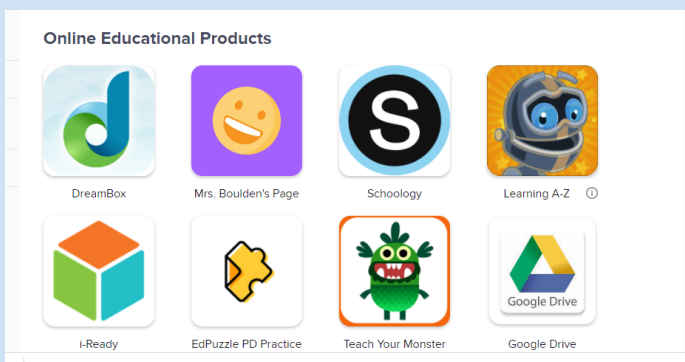 Online Educational Products
S
DreamBox
Mrs. Boulden's Page
Schoology
Learning A-Z
Google Drive
i-Ready
EdPuzzle PD Practice
Teach Your Monster
Google Drive